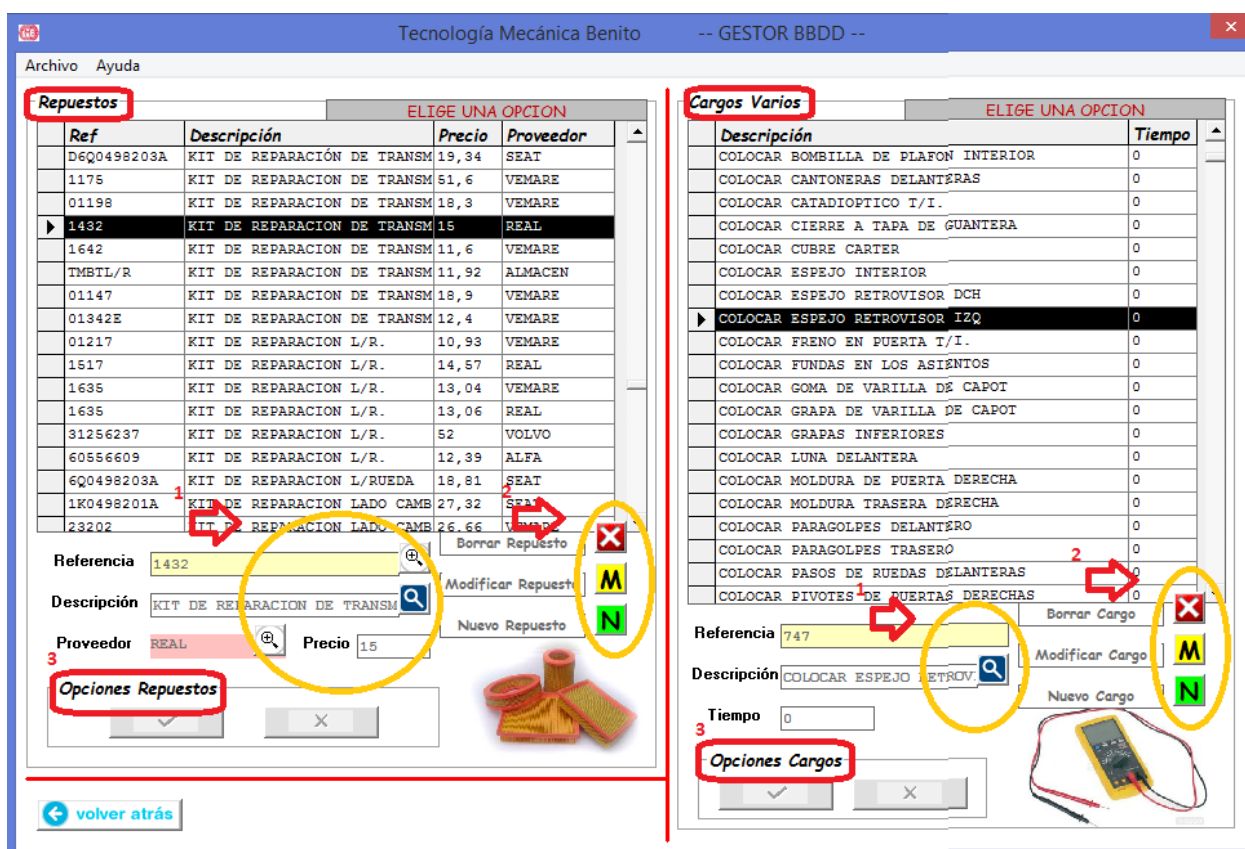 Tecnología Mecánica Benito -- GESTOR BBDD --
Archivo Ayuda
Repuestos
ELIGE UNA OPCION
Ref Descripción Precio Proveedor
D6Q0498203A KIT DE REPARACIÓN DE TRANSM 19,34 SEAT
1175 KIT DE REPARACION DE TRANSM 51,6 VEMARE
01198 KIT DE REPARACION DE TRANSM 18,3 VEMARE
1432 KIT DE REPARACION DE TRANSM 15 REAL
1642 KIT DE REPARACION DE TRANSM 11,6 VEMARE
TMBTL/R KIT DE REPARACION DE TRANSM 11,92 ALMACEN
01147 KIT DE REPARACION DE TRANSM 18,9 VEMARE
01342E KIT DE REPARACION DE TRANSM 12,4 VEMARE
01217 KIT DE REPARACION L/R. 10,93 VEMARE
1517 KIT DE REPARACION L/R. 14,57 REAL
1635 KIT DE REPARACION L/R. 13,04 VEMARE
1635 KIT DE REPARACION L/R. 13,06 REAL
31256237 KIT DE REPARACION L/R. 52 VOLVO
60556609 KIT DE REPARACION L/R. 12,39 ALFA
6Q0498203A KIT DE REPARACION L/RUEDA 18,81 SEAT
1K0498201A KIT DE REPARACION LADO CAMB 27,32 SEAT
23202 KIT DE REPARACION LADO CAMB 26,66 VEMARE
1
2
Referencia 1432
Descripción KIT DE REPARACION DE TRANSM
Proveedor REAL Precio 15
Borrar Repuesto X
Modificar Repuesto M
Nuevo Repuesto N
3
Opciones Repuestos
volver atrás
Cargos Varios
ELIGE UNA OPCION
Descripción Tiempo
COLOCAR BOMBILLA DE PLAFON INTERIOR 0
COLOCAR CANTONERAS DELANTERAS 0
COLOCAR CATADIOPTICO T/I. 0
COLOCAR CIERRE A TAPA DE GUANTERA 0
COLOCAR CUBRE CARTER 0
COLOCAR ESPEJO INTERIOR 0
COLOCAR ESPEJO RETROVISOR DCH 0
COLOCAR ESPEJO RETROVISOR IZQ 0
COLOCAR FRENO EN PUERTA T/I. 0
COLOCAR FUNDAS EN LOS ASIENTOS 0
COLOCAR GOMA DE VARILLA DE CAPOT 0
COLOCAR GRAPA DE VARILLA DE CAPOT 0
COLOCAR GRAPAS INFERIORES 0
COLOCAR LUNA DELANTERA 0
COLOCAR MOLDURA DE PUERTA DERECHA 0
COLOCAR MOLDURA TRASERA DERECHA 0
COLOCAR PARAGOLPES DELANTERO 0
COLOCAR PARAGOLPES TRASERO 0
COLOCAR PASOS DE RUEDAS DELANTERAS 0
COLOCAR PIVOTES DE PUERTAS DERECHAS 0
1
2
Referencia 747
Descripción COLOCAR ESPEJO RETROV
Tiempo 0
Borrar Cargo X
Modificar Cargo M
Nuevo Cargo N
3
Opciones Cargos